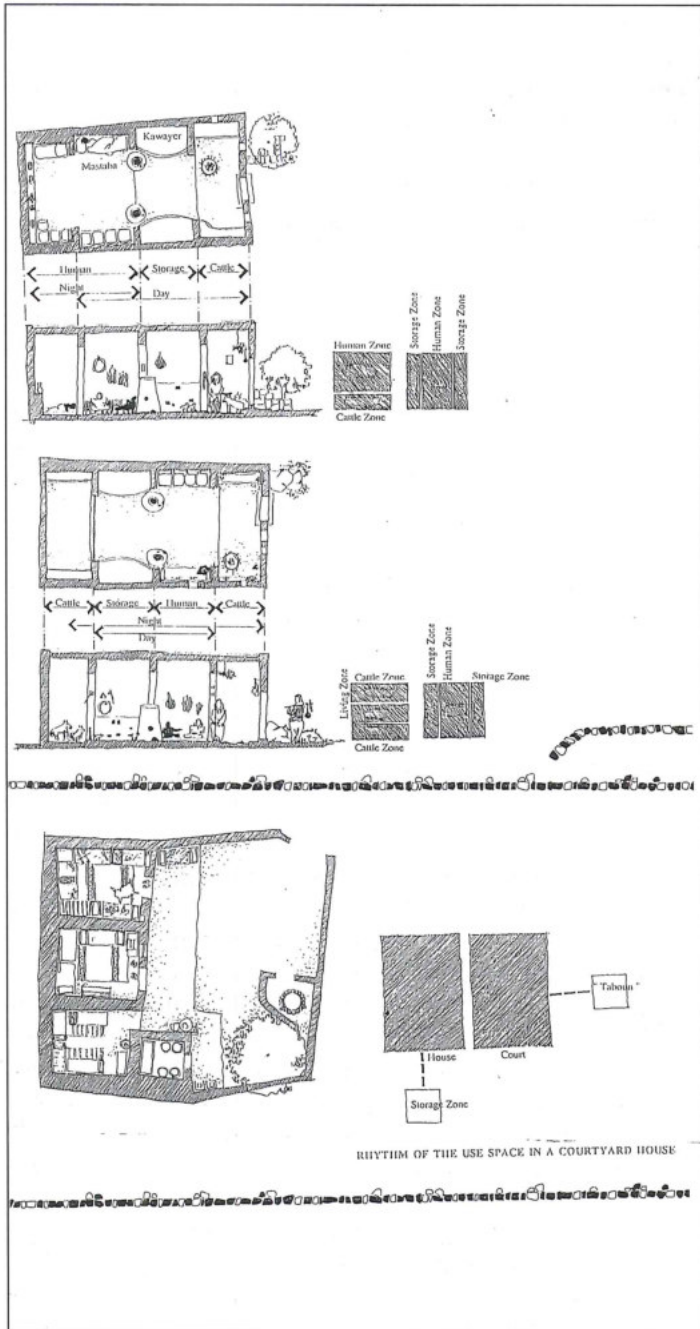 Kawayer
Mastaba
Human Storage Cattle
Night
Day
Human Zone
Cattle Zone
Storage Zone
Human Zone
Storage Zone
Cattle Storage Human Cattle
Night
Day
Living Zone
Cattle Zone
Cattle Zone
Storage Zone
Human Zone
Storage Zone
"Taboun"
House Court
Storage Zone
RHYTHM OF THE USE SPACE IN A COURTYARD HOUSE